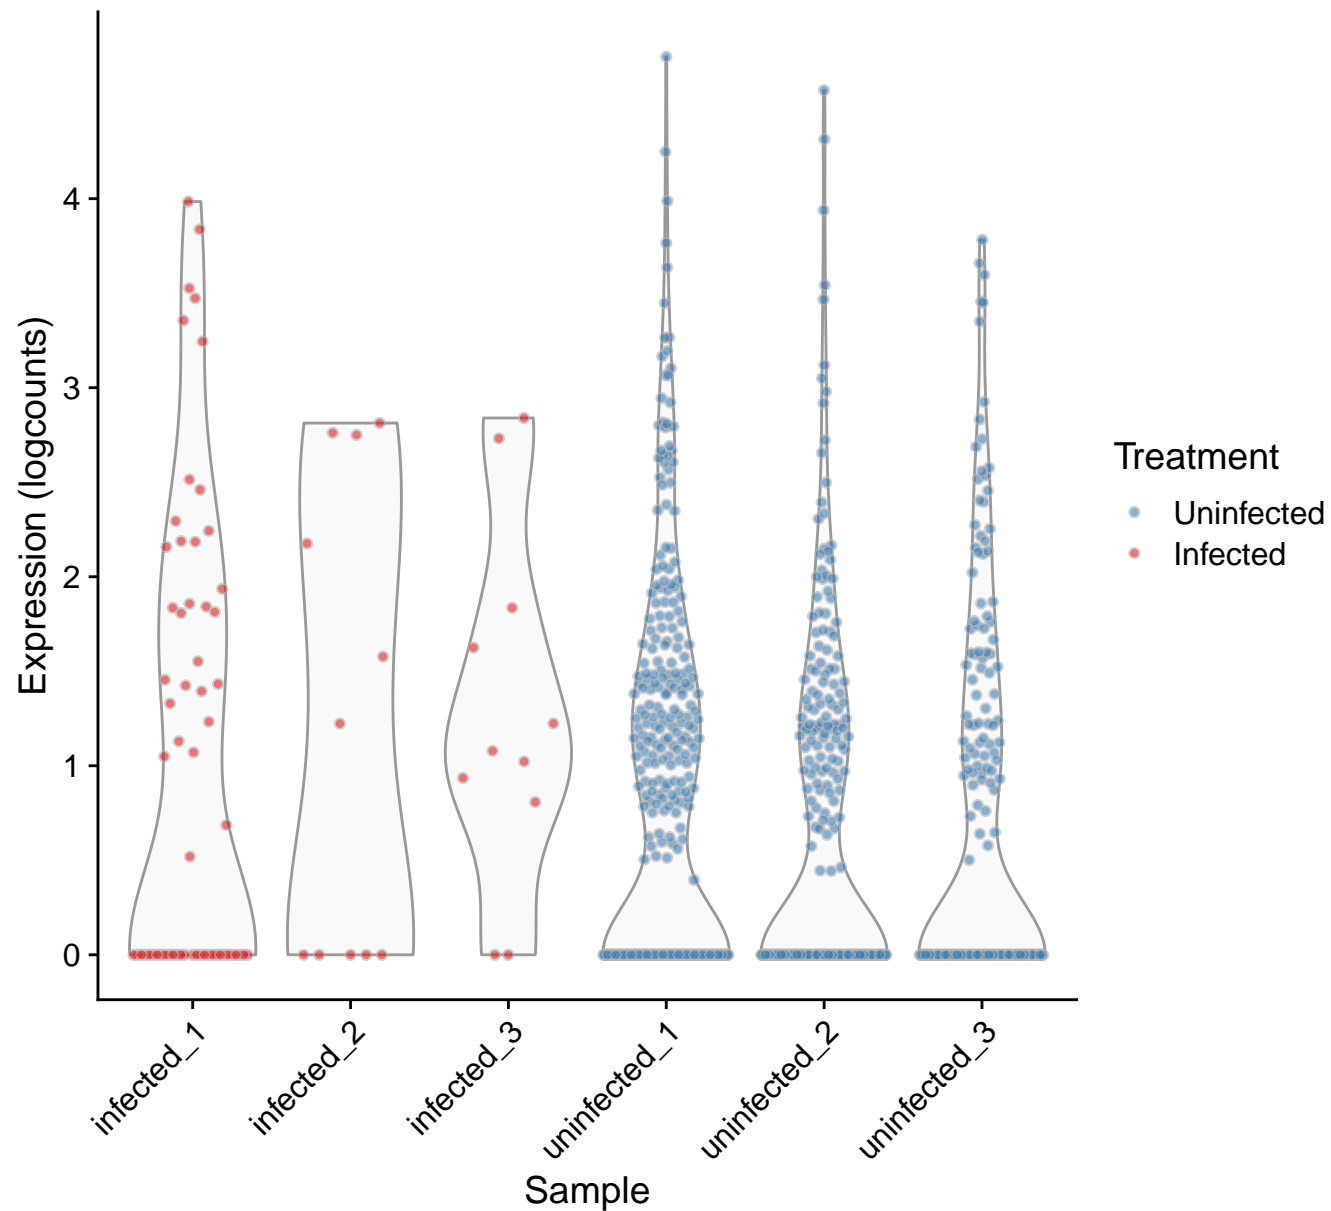 Expression (logcounts)
4
3
2
1
0
infected_1
infected_2
infected_3
uninfected_1
uninfected_2
uninfected_3
Sample
Treatment
Uninfected
Infected